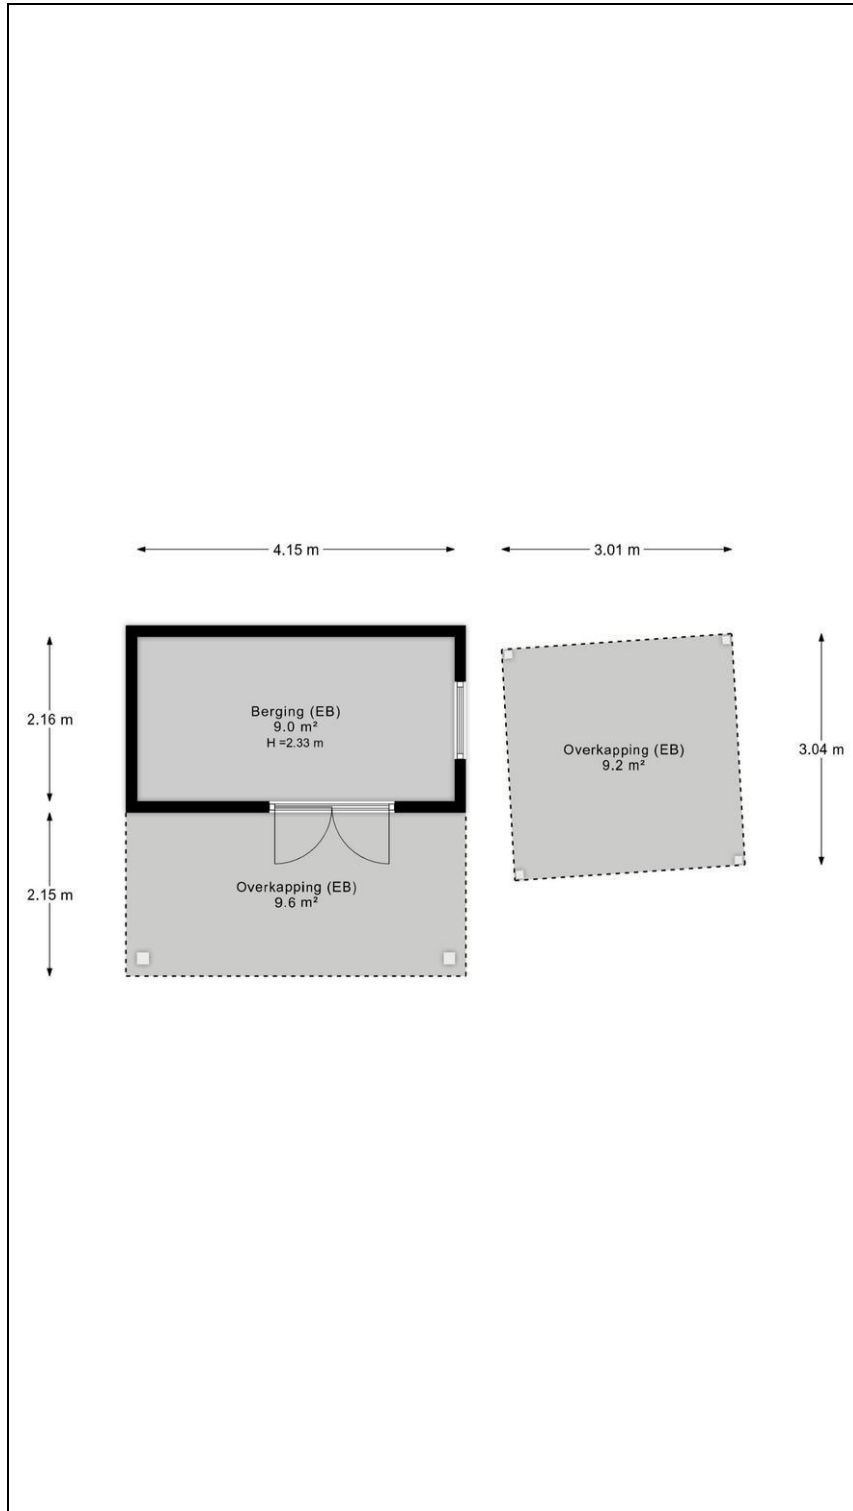 4.15 m
3.01 m
2.16 m
Berging (EB)
9.0 m²
H =2.33 m
Overkapping (EB)
9.2 m²
3.04 m
2.15 m
Overkapping (EB)
9.6 m²